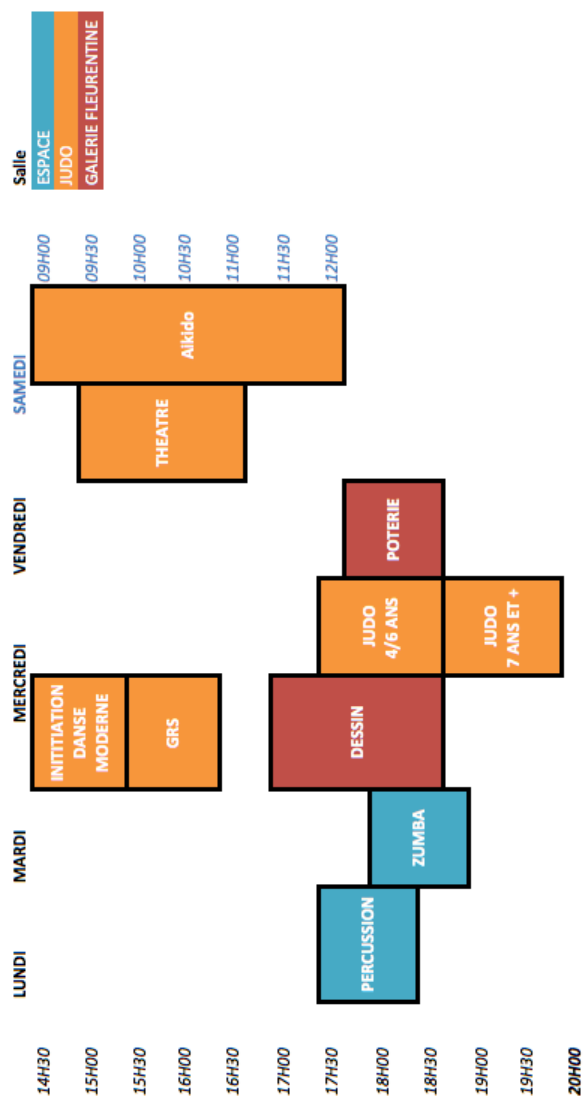 LUNDI
MARDI
MERCREDI
VENDREDI
SAMEDI
Salle
14H30
15H00
15H30
16H00
16H30
17H00
17H30
18H00
18H30
19H00
19H30
20H00
PERCUSSION
ZUMBA
INITITIATION
DANSE
MODERNE
GRS
DESSIN
JUDO
4/6 ANS
JUDO
7 ANS ET +
POTERIE
THEATRE
Aikido
09H00
09H30
10H00
10H30
11H00
11H30
12H00
ESPACE
JUDO
GALERIE FLEURENTINE